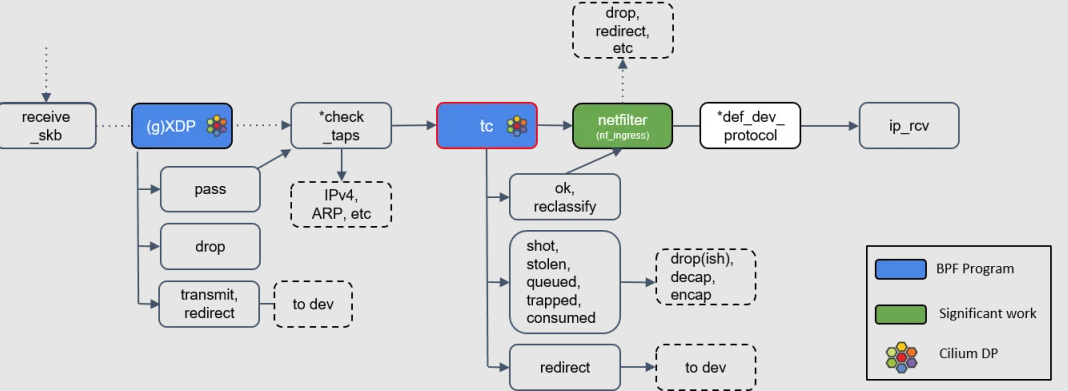 drop,
redirect,
etc
receive
_skb
(g)XDP
*check
_taps
tc
netfilter
(nf_ingress)
*def_dev_
protocol
ip_rcv
pass
IPv4,
ARP, etc
ok,
reclassify
drop
shot,
stolen,
queued,
trapped,
consumed
drop(ish),
decap,
encap
transmit,
redirect
to dev
redirect
to dev
BPF Program
Significant work
Cilium DP